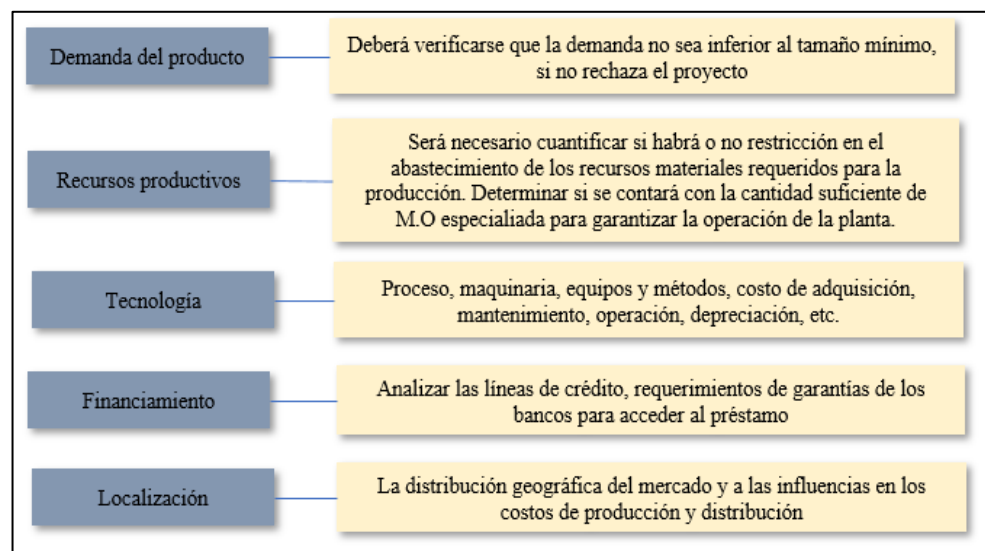 Demanda del producto
Deberá verificarse que la demanda no sea inferior al tamaño mínimo,
si no rechaza el proyecto
Recursos productivos
Será necesario cuantificar si habrá o no restricción en el
abastecimiento de los recursos materiales requeridos para la
producción. Determinar si se contará con la cantidad suficiente de
M.O especialiada para garantizar la operación de la planta.
Tecnología
Proceso, maquinaria, equipos y métodos, costo de adquisición,
mantenimiento, operación, depreciación, etc.
Financiamiento
Analizar las líneas de crédito, requerimientos de garantías de los
bancos para acceder al préstamo
Localización
La distribución geográfica del mercado y a las influencias en los
costos de producción y distribución